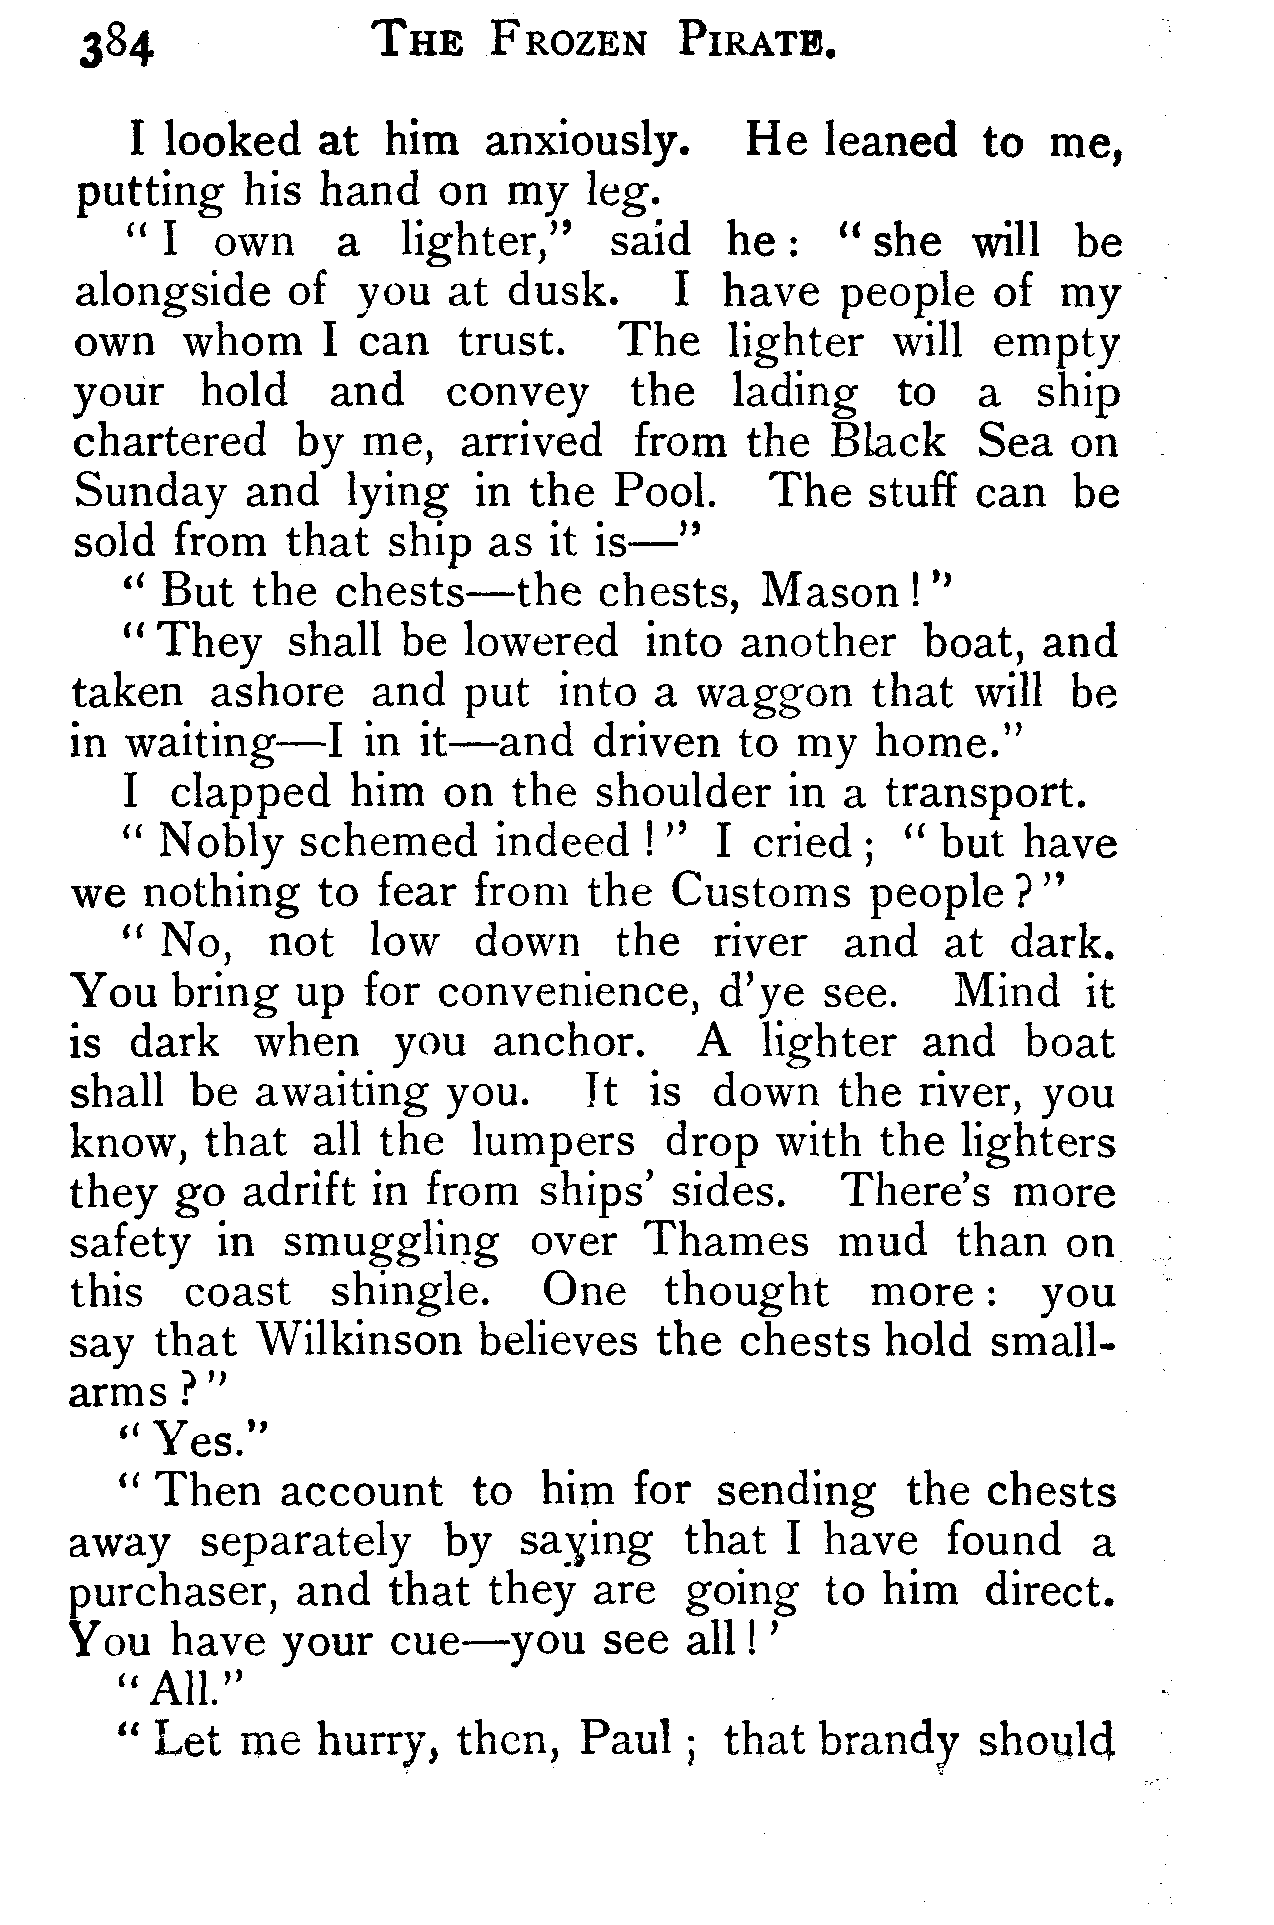 384 THE FROZEN PIRATE.
I looked at him anxiously. He leaned to me,
putting his hand on my leg.
"I own a lighter," said he: "she will be
alongside of you at dusk. I have people of my
own whom I can trust. The lighter will empty
your hold and convey the lading to a ship
chartered by me, arrived from the Black Sea on
Sunday and lying in the Pool. The stuff can be
sold from that ship as it is—"
"But the chests—the chests, Mason!"
"They shall be lowered into another boat, and
taken ashore and put into a waggon that will be
in waiting—I in it—and driven to my home."
I clapped him on the shoulder in a transport.
"Nobly schemed indeed!" I cried; "but have
we nothing to fear from the Customs people?"
"No, not low down the river and at dark.
You bring up for convenience, d'ye see. Mind it
is dark when you anchor. A lighter and boat
shall be awaiting you. It is down the river, you
know, that all the lumpers drop with the lighters
they go adrift in from ships' sides. There's more
safety in smuggling over Thames mud than on
this coast shingle. One thought more: you
say that Wilkinson believes the chests hold small-
arms?"
"Yes."
"Then account to him for sending the chests
away separately by saying that I have found a
purchaser, and that they are going to him direct.
You have your cue—you see all!'
"All."
"Let me hurry, then, Paul; that brandy should